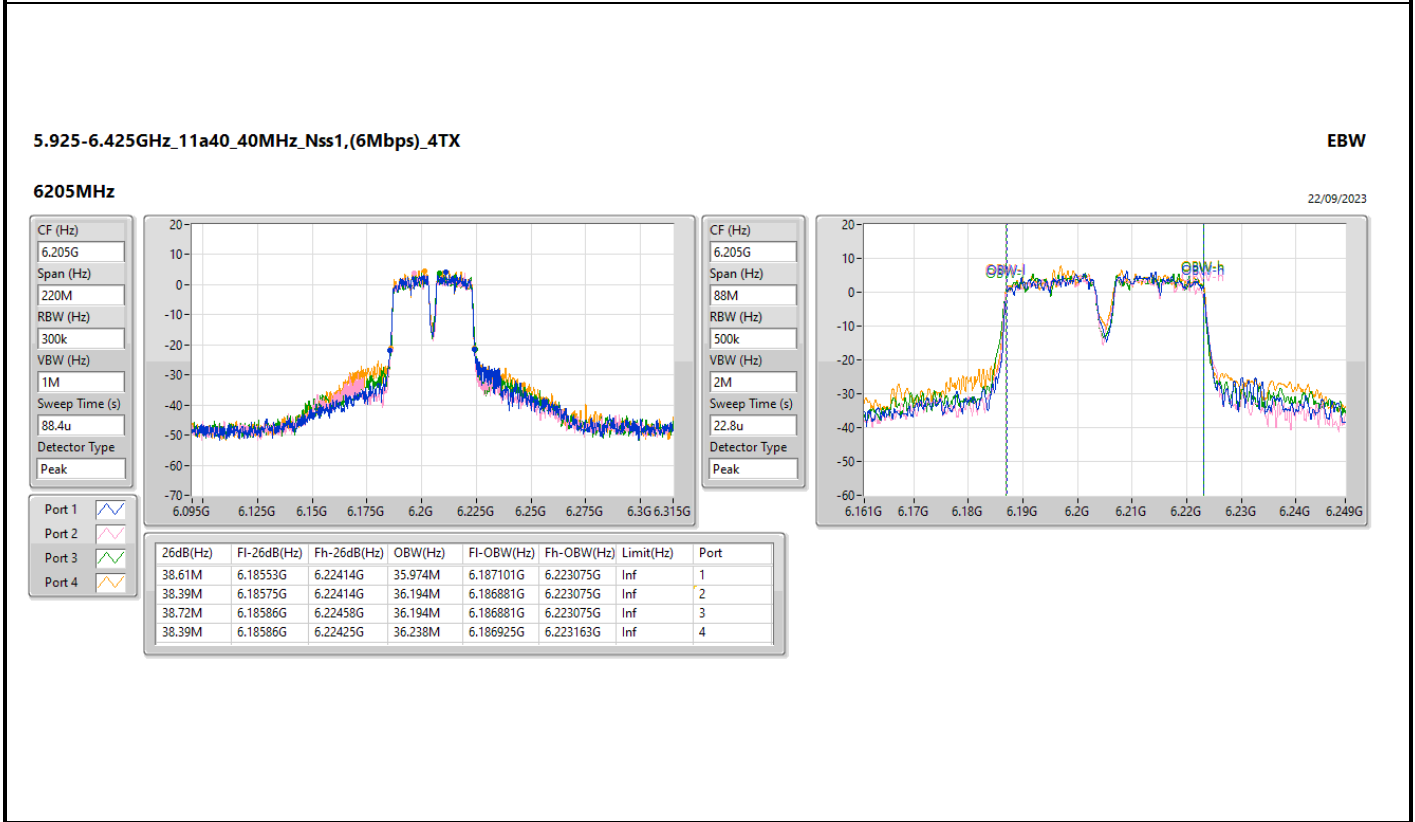 5.925-6.425GHz_11a40_40MHz_Nss1,(6Mbps)_4TX
EBW
6205MHz
22/09/2023
CF (Hz)
6.205G
Span (Hz)
220M
RBW (Hz)
300k
VBW (Hz)
1M
Sweep Time (s)
88.4u
Detector Type
Peak
20
10
0
-10
-20
-30
-40
-50
-60
-70
6.095G 6.125G 6.15G 6.175G 6.2G 6.225G 6.25G 6.275G 6.3G 6.315G
CF (Hz)
6.205G
Span (Hz)
88M
RBW (Hz)
500k
VBW (Hz)
2M
Sweep Time (s)
22.8u
Detector Type
Peak
20
10
0
-10
-20
-30
-40
-50
-60
OBW-l OBW-h
6.161G 6.17G 6.18G 6.19G 6.2G 6.21G 6.22G 6.23G 6.24G 6.249G
Port 1
Port 2
Port 3
Port 4
26dB(Hz) Fl-26dB(Hz) Fh-26dB(Hz) OBW(Hz) Fl-OBW(Hz) Fh-OBW(Hz) Limit(Hz) Port
38.61M 6.18553G 6.22414G 35.974M 6.187101G 6.223075G Inf 1
38.39M 6.18575G 6.22414G 36.194M 6.186881G 6.223075G Inf 2
38.72M 6.18586G 6.22458G 36.194M 6.186881G 6.223075G Inf 3
38.39M 6.18586G 6.22425G 36.238M 6.186925G 6.223163G Inf 4